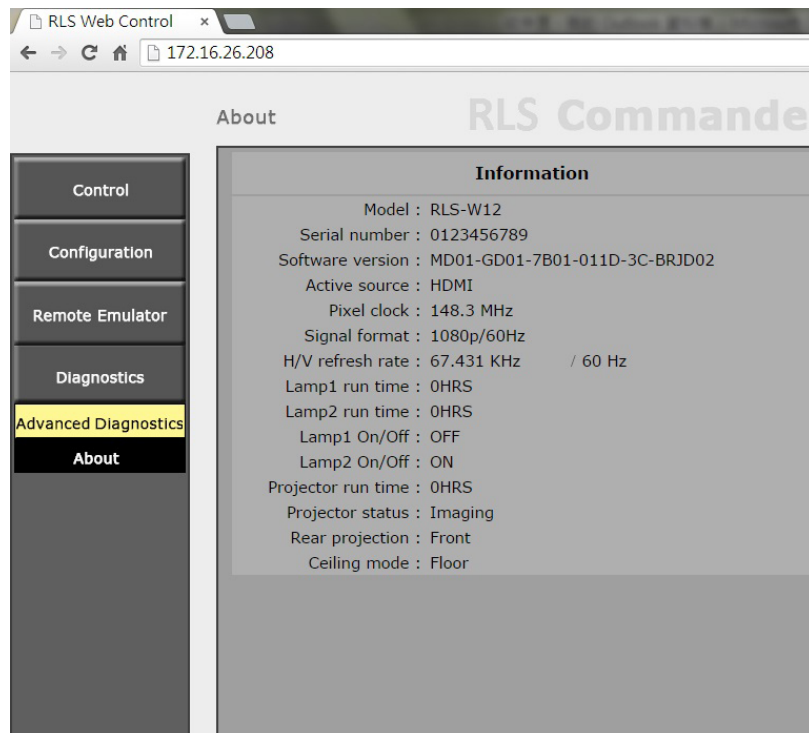 RLS Web Control
172.16.26.208
About
RLS Commande
Control
Configuration
Remote Emulator
Diagnostics
Advanced Diagnostics
About
Information
Model : RLS-W12
Serial number : 0123456789
Software version : MD01-GD01-7B01-011D-3C-BRJD02
Active source : HDMI
Pixel clock : 148.3 MHz
Signal format : 1080p/60Hz
H/V refresh rate : 67.431 KHz / 60 Hz
Lamp1 run time : 0HRS
Lamp2 run time : 0HRS
Lamp1 On/Off : OFF
Lamp2 On/Off : ON
Projector run time : 0HRS
Projector status : Imaging
Rear projection : Front
Ceiling mode : Floor